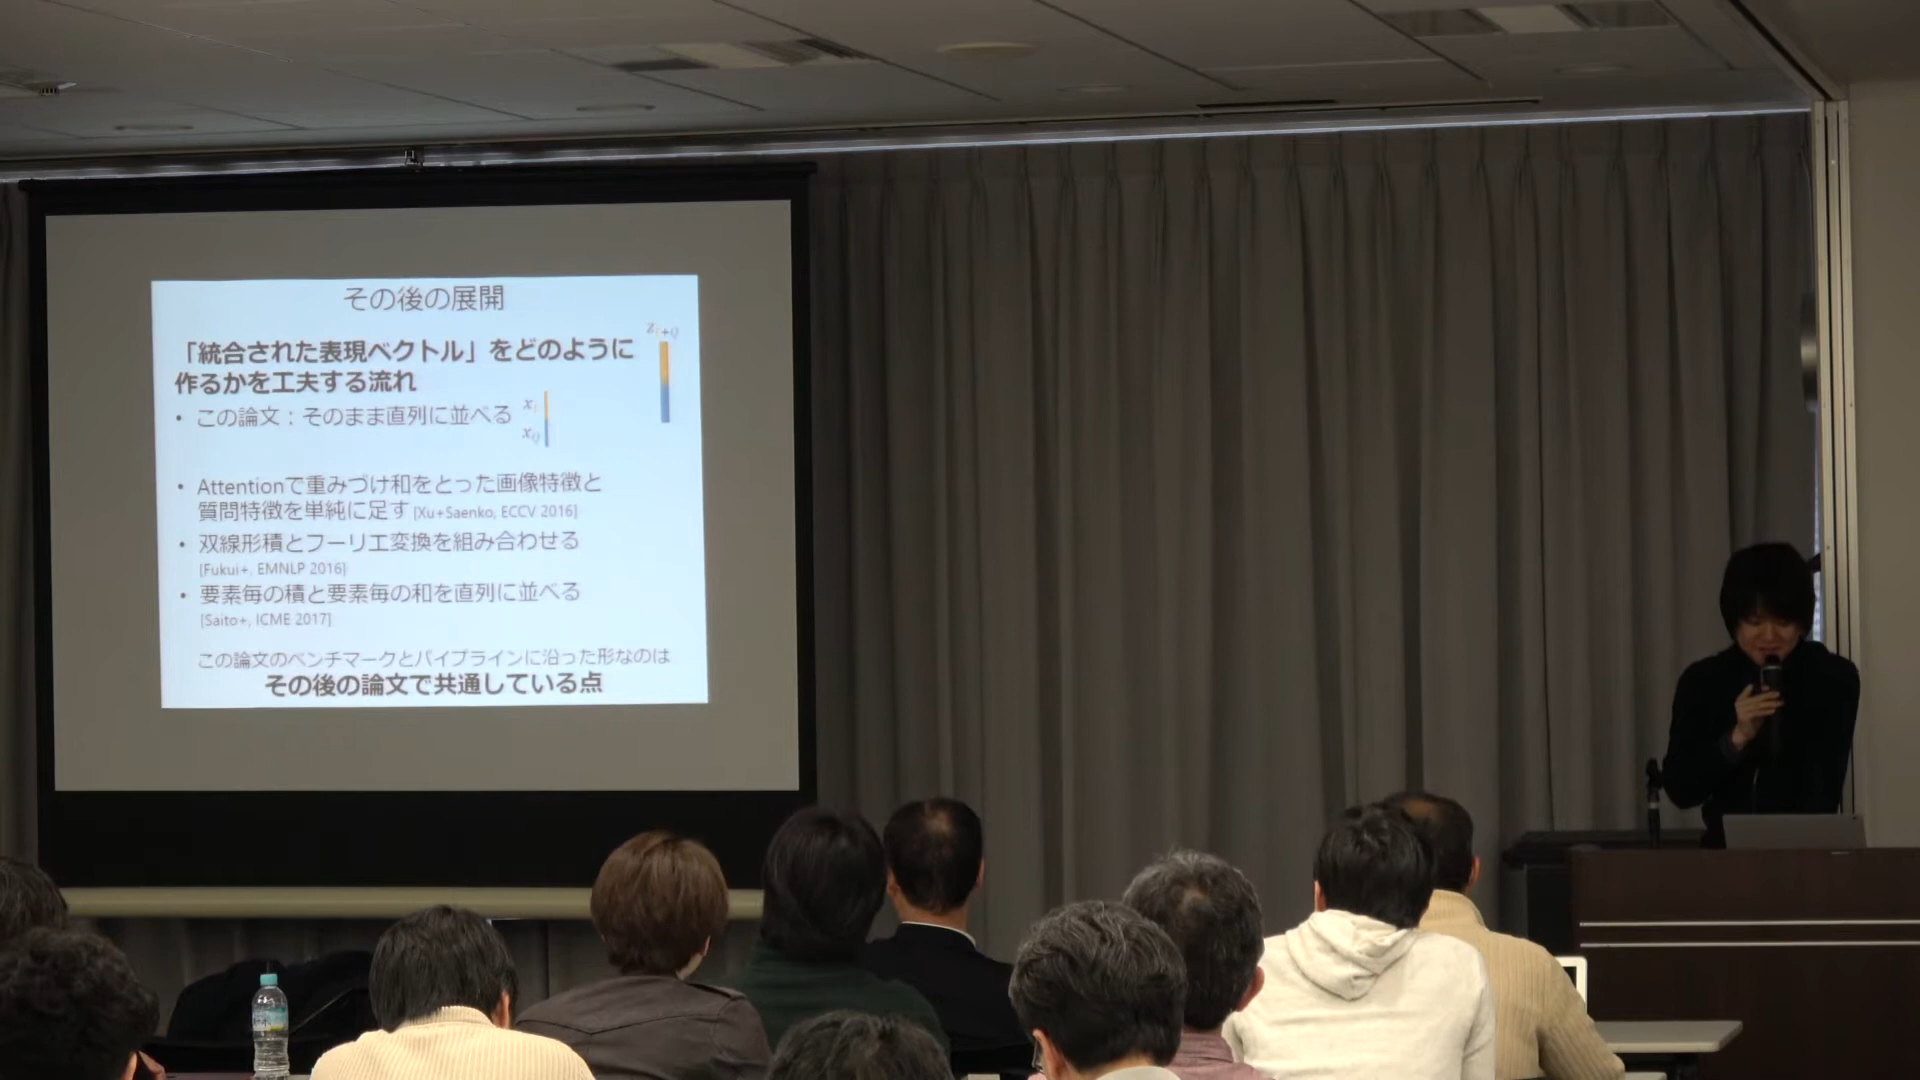 その後の展開
「統合された表現ベクトル」をどのように
作るかを工夫する流れ
z_I+Q
• この論文：そのまま直列に並べる
x_I
x_Q
• Attentionで重みづけ和をとった画像特徴と
質問特徴を単純に足す [Xu+Saenko, ECCV 2016]
• 双線形積とフーリエ変換を組み合わせる
[Fukui+, EMNLP 2016]
• 要素毎の積と要素毎の和を直列に並べる
[Saito+, ICME 2017]
この論文のベンチマークとパイプラインに沿った形なのは
その後の論文で共通している点